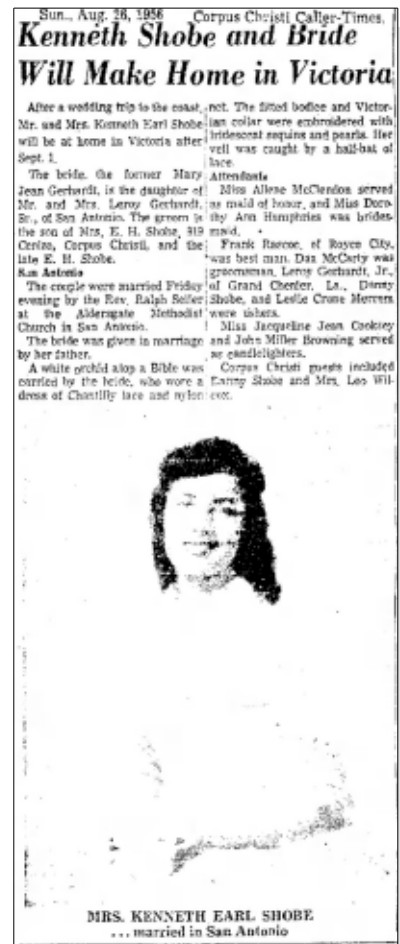 Sun., Aug. 26, 1956 Corpus Christi Caller-Times.
Kenneth Shobe and Bride
Will Make Home in Victoria
After a wedding trip to the coast,
Mr. and Mrs. Kenneth Earl Shobe
will be at home in Victoria after
Sept. 1.
The bride, the former Mary
Jean Gerhardt, is the daughter of
Mr. and Mrs. Leroy Gerhardt,
Sr., of San Antonio. The groom is
the son of Mrs. E. H. Shobe, 919
Cenizo, Corpus Christi, and the
late E. H. Shobe.
San Antonio
The couple were married Friday
evening by the Rev. Ralph Seiler
at the Aldersgate Methodist
Church in San Antonio.
The bride was given in marriage
by her father.
A white orchid atop a Bible was
carried by the bride, who wore a
dress of Chantilly lace and nylon
net. The fitted bodice and Victor-
ian collar were embroidered with
iridescent sequins and pearls. Her
veil was caught by a half-hat of
lace.
Attendants
Miss Allene McClendon served
as maid of honor, and Miss Doro-
thy Ann Humphries was brides-
maid.
Frank Rascoe, of Royce City,
was best man. Dan McCarty was
groomsman. Leroy Gerhardt, Jr.,
of Grand Chenier, La., Danny
Shobe, and Leslie Crone
were ushers.
Miss Jacqueline Jean Cooksey
and John Miller Browning served
as candlelighters.
Corpus Christi guests included
Shobe and Mrs. Leo Wil-
cox.
MRS. KENNETH EARL SHOBE
... married in San Antonio